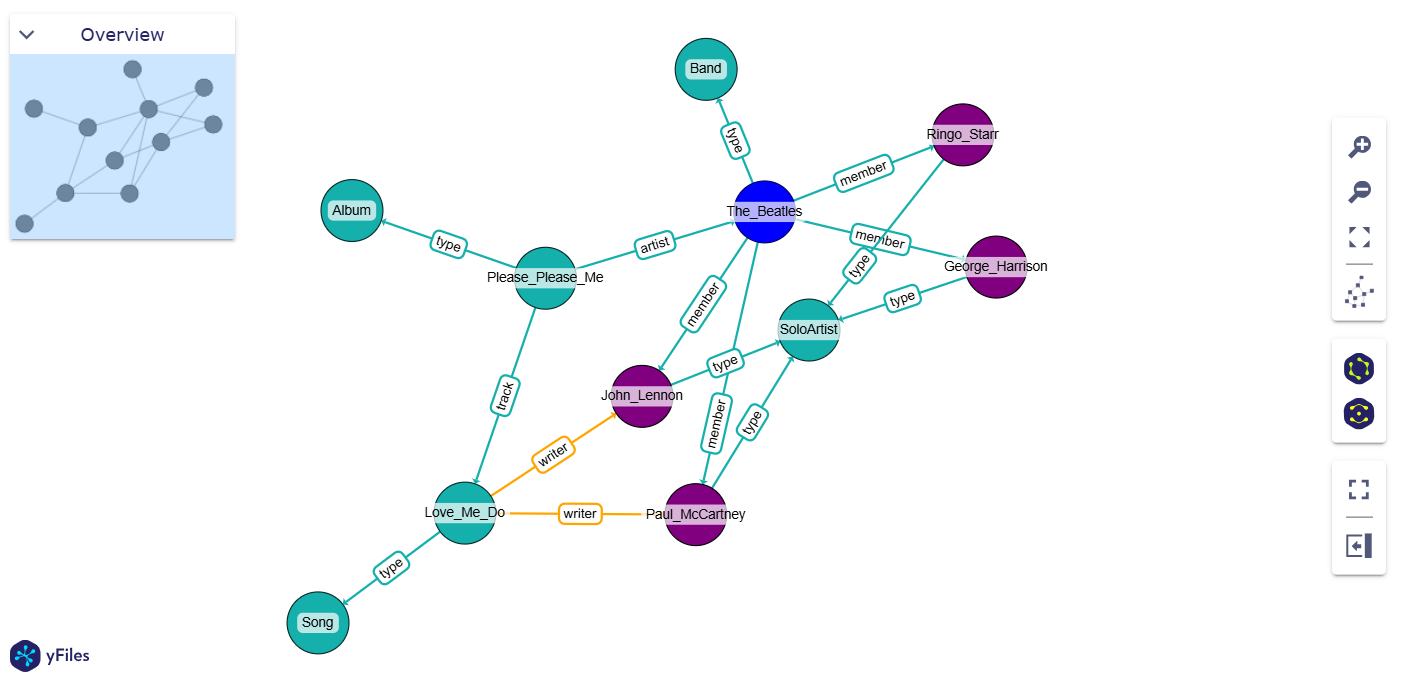 Overview
Band
type
Ringo_Starr
member
Album
The_Beatles
type
artist
member
type
George_Harrison
Please_Please_Me
member
type
SoloArtist
type
track
John_Lennon
member
type
writer
Love_Me_Do
writer
Paul_McCartney
type
Song
yFiles